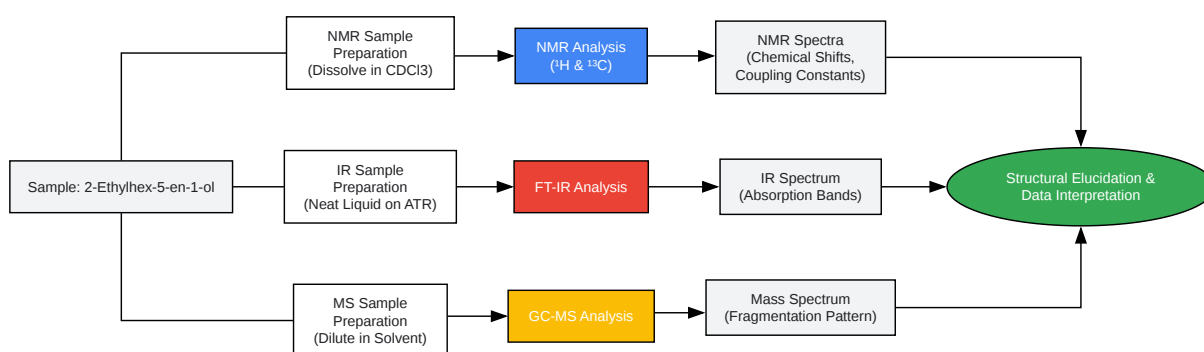 NMR Sample
Preparation
(Dissolve in CDCl3)
NMR Analysis
(¹H & ¹³C)
NMR Spectra
(Chemical Shifts,
Coupling Constants)
Sample: 2-Ethylhex-5-en-1-ol
IR Sample
Preparation
(Neat Liquid on ATR)
FT-IR Analysis
IR Spectrum
(Absorption Bands)
Structural Elucidation &
Data Interpretation
MS Sample
Preparation
(Dilute in Solvent)
GC-MS Analysis
Mass Spectrum
(Fragmentation Pattern)